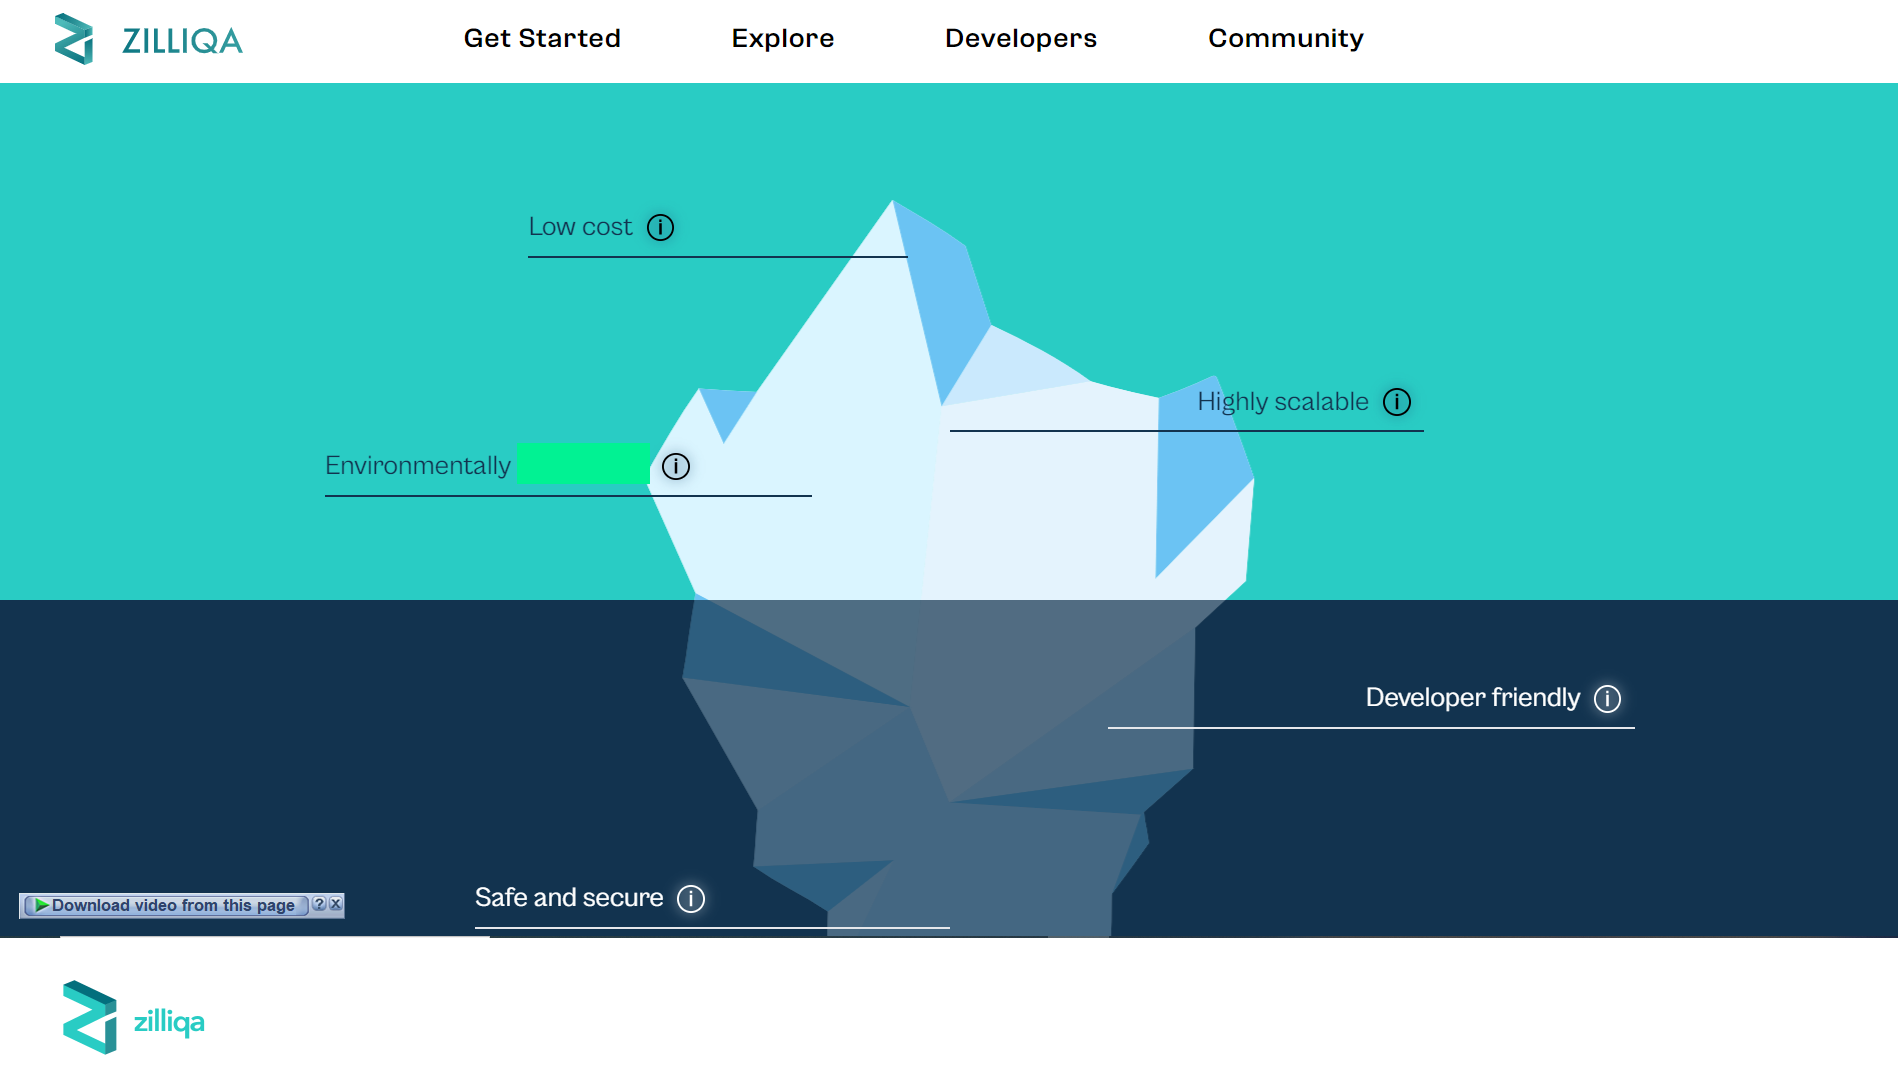 ZILLIQA
Get Started Explore Developers Community
Low cost
Highly scalable
Environmentally
Developer friendly
Safe and secure
Download video from this page ? x
zilliqa